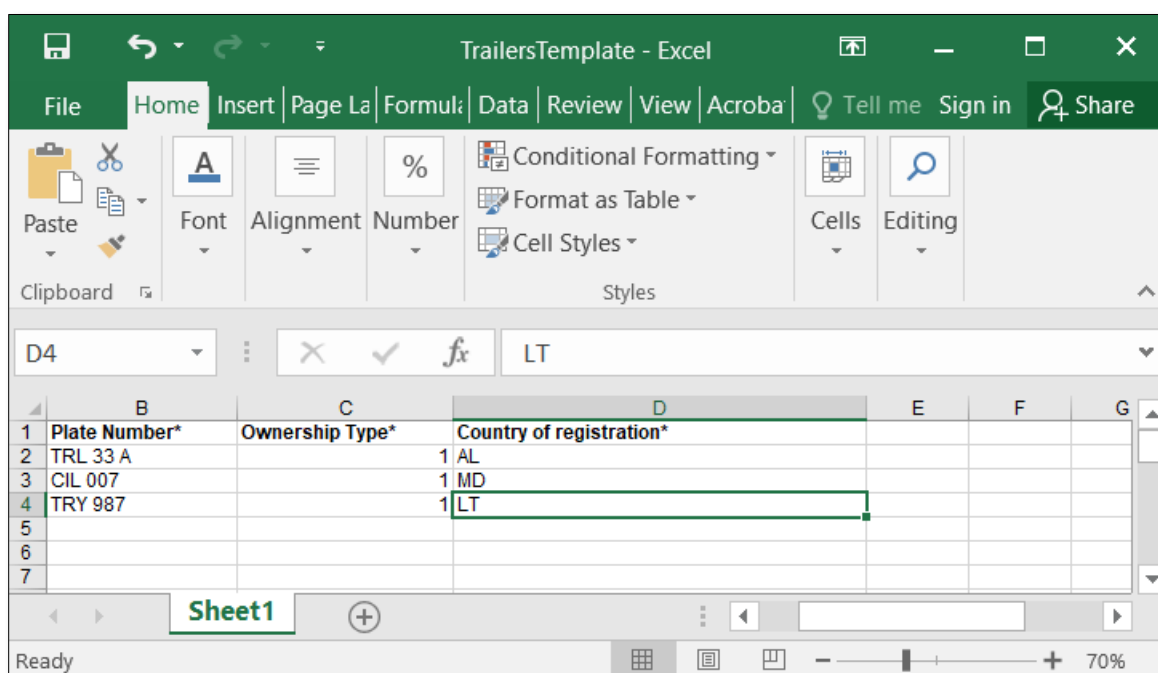 TrailersTemplate - Excel
File Home Insert Page La Formula Data Review View Acroba Tell me Sign in Share
Paste
Font
Alignment
Number
%
A
Conditional Formatting
Format as Table
Cell Styles
Cells
Editing
Clipboard
Styles
D4 fx LT
B C D E F G
1 Plate Number* Ownership Type* Country of registration*
2 TRL 33 A 1 AL
3 CIL 007 1 MD
4 TRY 987 1 LT
5
6
7
Sheet1
Ready 70%